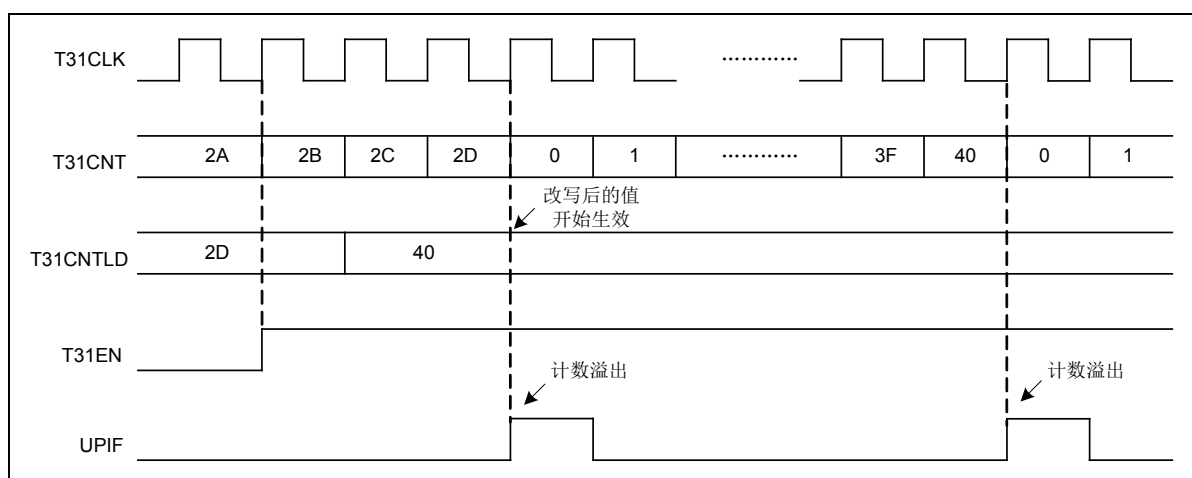 T31CLK
…………
T31CNT 2A 2B 2C 2D 0 1 ………… 3F 40 0 1
改写后的值
开始生效
T31CNTLD 2D 40
T31EN
计数溢出 计数溢出
UPIF